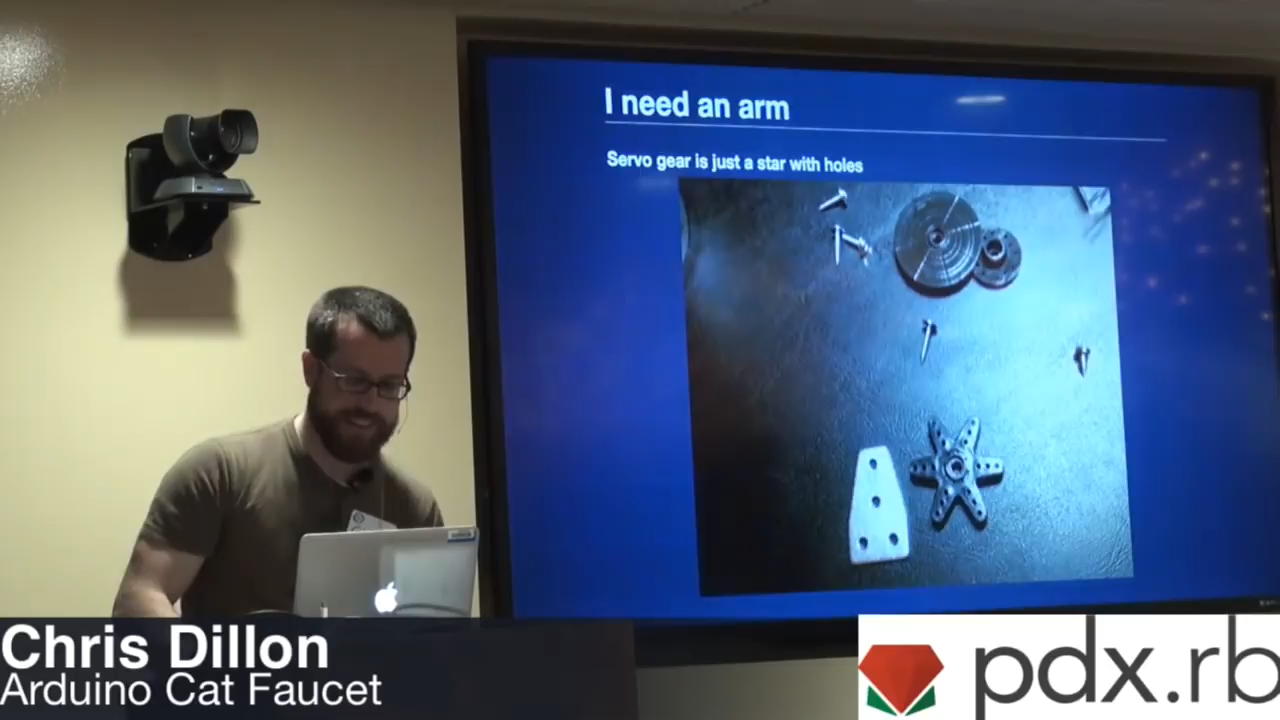 I need an arm
Servo gear is just a star with holes
Chris Dillon
Arduino Cat Faucet
pdx.rb